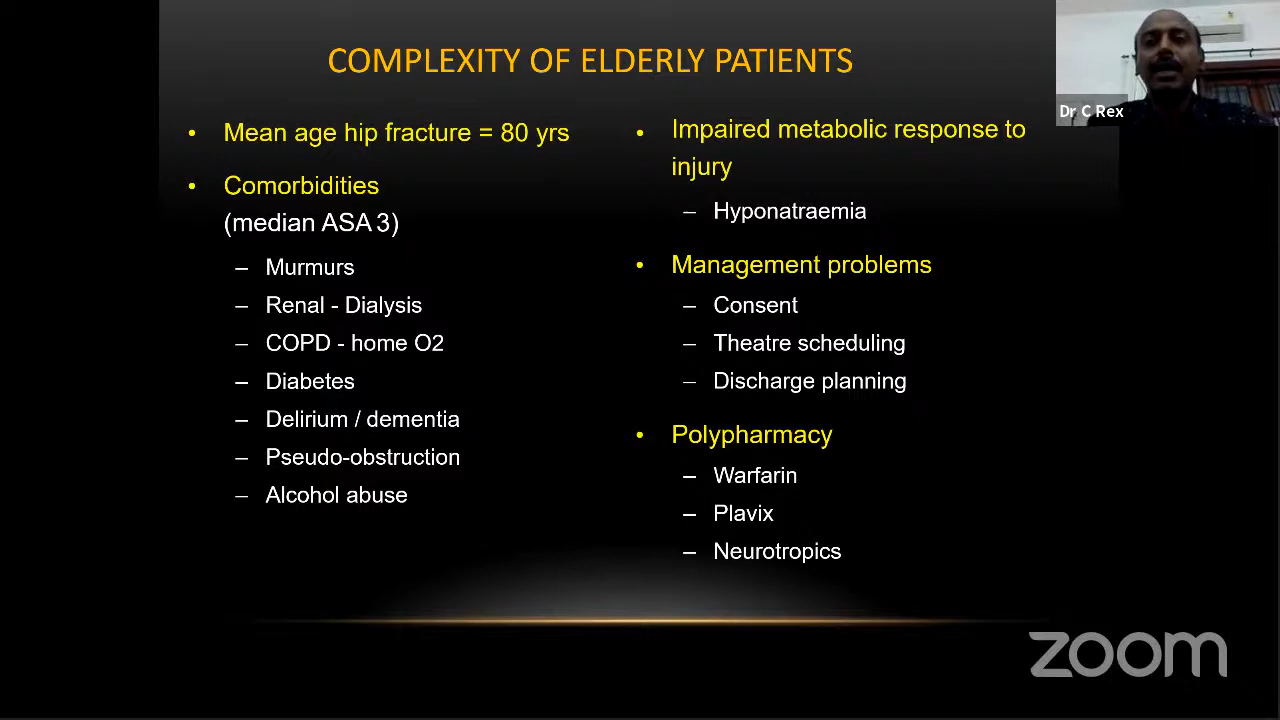 COMPLEXITY OF ELDERLY PATIENTS
• Mean age hip fracture = 80 yrs
• Comorbidities
(median ASA 3)
– Murmurs
– Renal - Dialysis
– COPD - home O2
– Diabetes
– Delirium / dementia
– Pseudo-obstruction
– Alcohol abuse
• Impaired metabolic response to
injury
– Hyponatraemia
• Management problems
– Consent
– Theatre scheduling
– Discharge planning
• Polypharmacy
– Warfarin
– Plavix
– Neurotropics
Dr C Rex
zoom